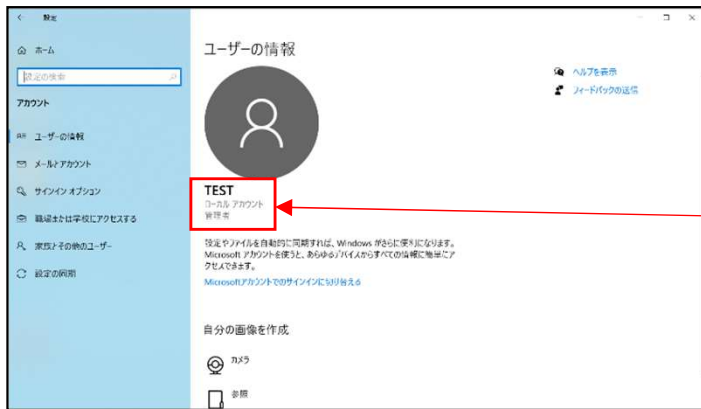 設定
ホーム
設定の検索
アカウント
ユーザーの情報
メールとアカウント
サインイン オプション
職場または学校にアクセスする
家族とその他のユーザー
設定の同期
ユーザーの情報
TEST
ローカル アカウント
管理者
設定やファイルを自動的に同期すれば、Windows がさらに便利になります。
Microsoft アカウントを使うと、あらゆるデバイスからすべての情報に簡単にア
クセスできます。
Microsoftアカウントでのサインインに切り替える
自分の画像を作成
カメラ
参照
ヘルプを表示
フィードバックの送信